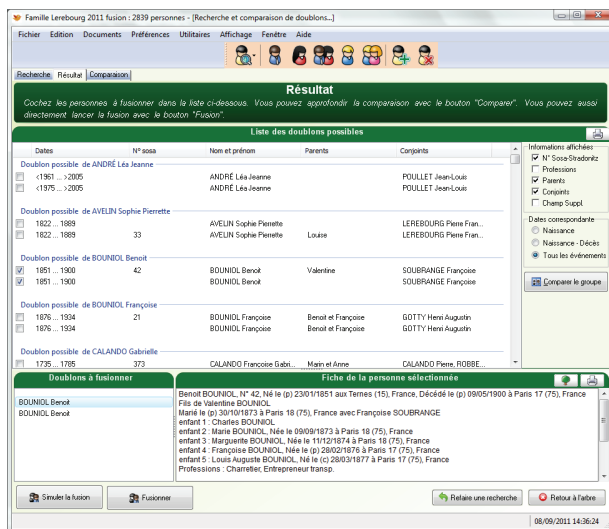 Famille Lerebourg 2011 fusion : 2839 personnes - [Recherche et comparaison de doublons...]
Fichier Edition Documents Préférences Utilitaires Affichage Fenêtre Aide
Recherche Résultat Comparaison
Résultat
Cochez les personnes à fusionner dans la liste ci-dessous. Vous pouvez approfondir la comparaison avec le bouton "Comparer". Vous pouvez aussi
directement lancer la fusion avec le bouton "Fusion".
Liste des doublons possibles
Dates N° sosa Nom et prénom Parents Conjoints
Doublon possible de ANDRÉ Léa Jeanne
<1961 ... >2005 ANDRÉ Léa Jeanne POULLET Jean-Louis
<1975 ... >2005 ANDRÉ Léa Jeanne POULLET Jean-Louis
Doublon possible de AVELIN Sophie Pierrette
1822 ... 1889 AVELIN Sophie Pierrette LEREBOURG Pierre Fran...
1822 ... 1889 33 AVELIN Sophie Pierrette Louise LEREBOURG Pierre Fran...
Doublon possible de BOUNIOL Benoit
1851 ... 1900 42 BOUNIOL Benoit Valentine SOUBRANGE Françoise
1851 ... 1900 BOUNIOL Benoit SOUBRANGE Françoise
Doublon possible de BOUNIOL Françoise
1876 ... 1934 21 BOUNIOL Françoise Benoit et Françoise GOTTY Henri Augustin
1876 ... 1934 BOUNIOL Françoise Benoit et Françoise GOTTY Henri Augustin
Doublon possible de CALANDO Gabrielle
1735 ... 1785 373 CALANDO Françoise Gabri... Marin et Anne CALANDO Pierre, ROBBE...
Informations affichées
N° Sosa-Stradonitz
Professions
Parents
Conjoints
Champ Suppl.
Dates correspondante
Naissance
Naissance - Décès
Tous les événements
Comparer le groupe
Doublons à fusionner
BOUNIOL Benoit
BOUNIOL Benoit
Fiche de la personne sélectionnée
Benoit BOUNIOL, N° 42, Né le (p) 23/01/1851 aux Ternes (15), France, Décédé le (p) 09/05/1900 à Paris 17 (75), France
Fils de Valentine BOUNIOL
Marié le (p) 30/10/1873 à Paris 18 (75), France avec Françoise SOUBRANGE
enfant 1 : Charles BOUNIOL
enfant 2 : Marie BOUNIOL, Née le 09/09/1873 à Paris 18 (75), France
enfant 3 : Marguerite BOUNIOL, Née le 11/12/1874 à Paris 18 (75), France
enfant 4 : Françoise BOUNIOL, Née le (p) 28/02/1876 à Paris 17 (75), France
enfant 5 : Louis Auguste BOUNIOL, Né le (c) 28/03/1877 à Paris 17 (75), France
Professions : Charretier, Entrepreneur transp.
Simuler la fusion Fusionner Refaire une recherche Retour à l'arbre
08/09/2011 14:36:24